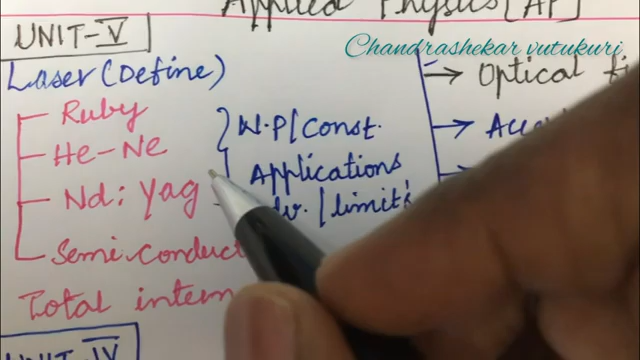 Applied Physics [AP]
UNIT-V
Chandrashekar vutukuri
Laser (Define)
Ruby
He-Ne
Nd: Yag
Semi Conduct
Total intern
W.P/Const.
Applications
/limit's
→ Optical
UNIT-IV